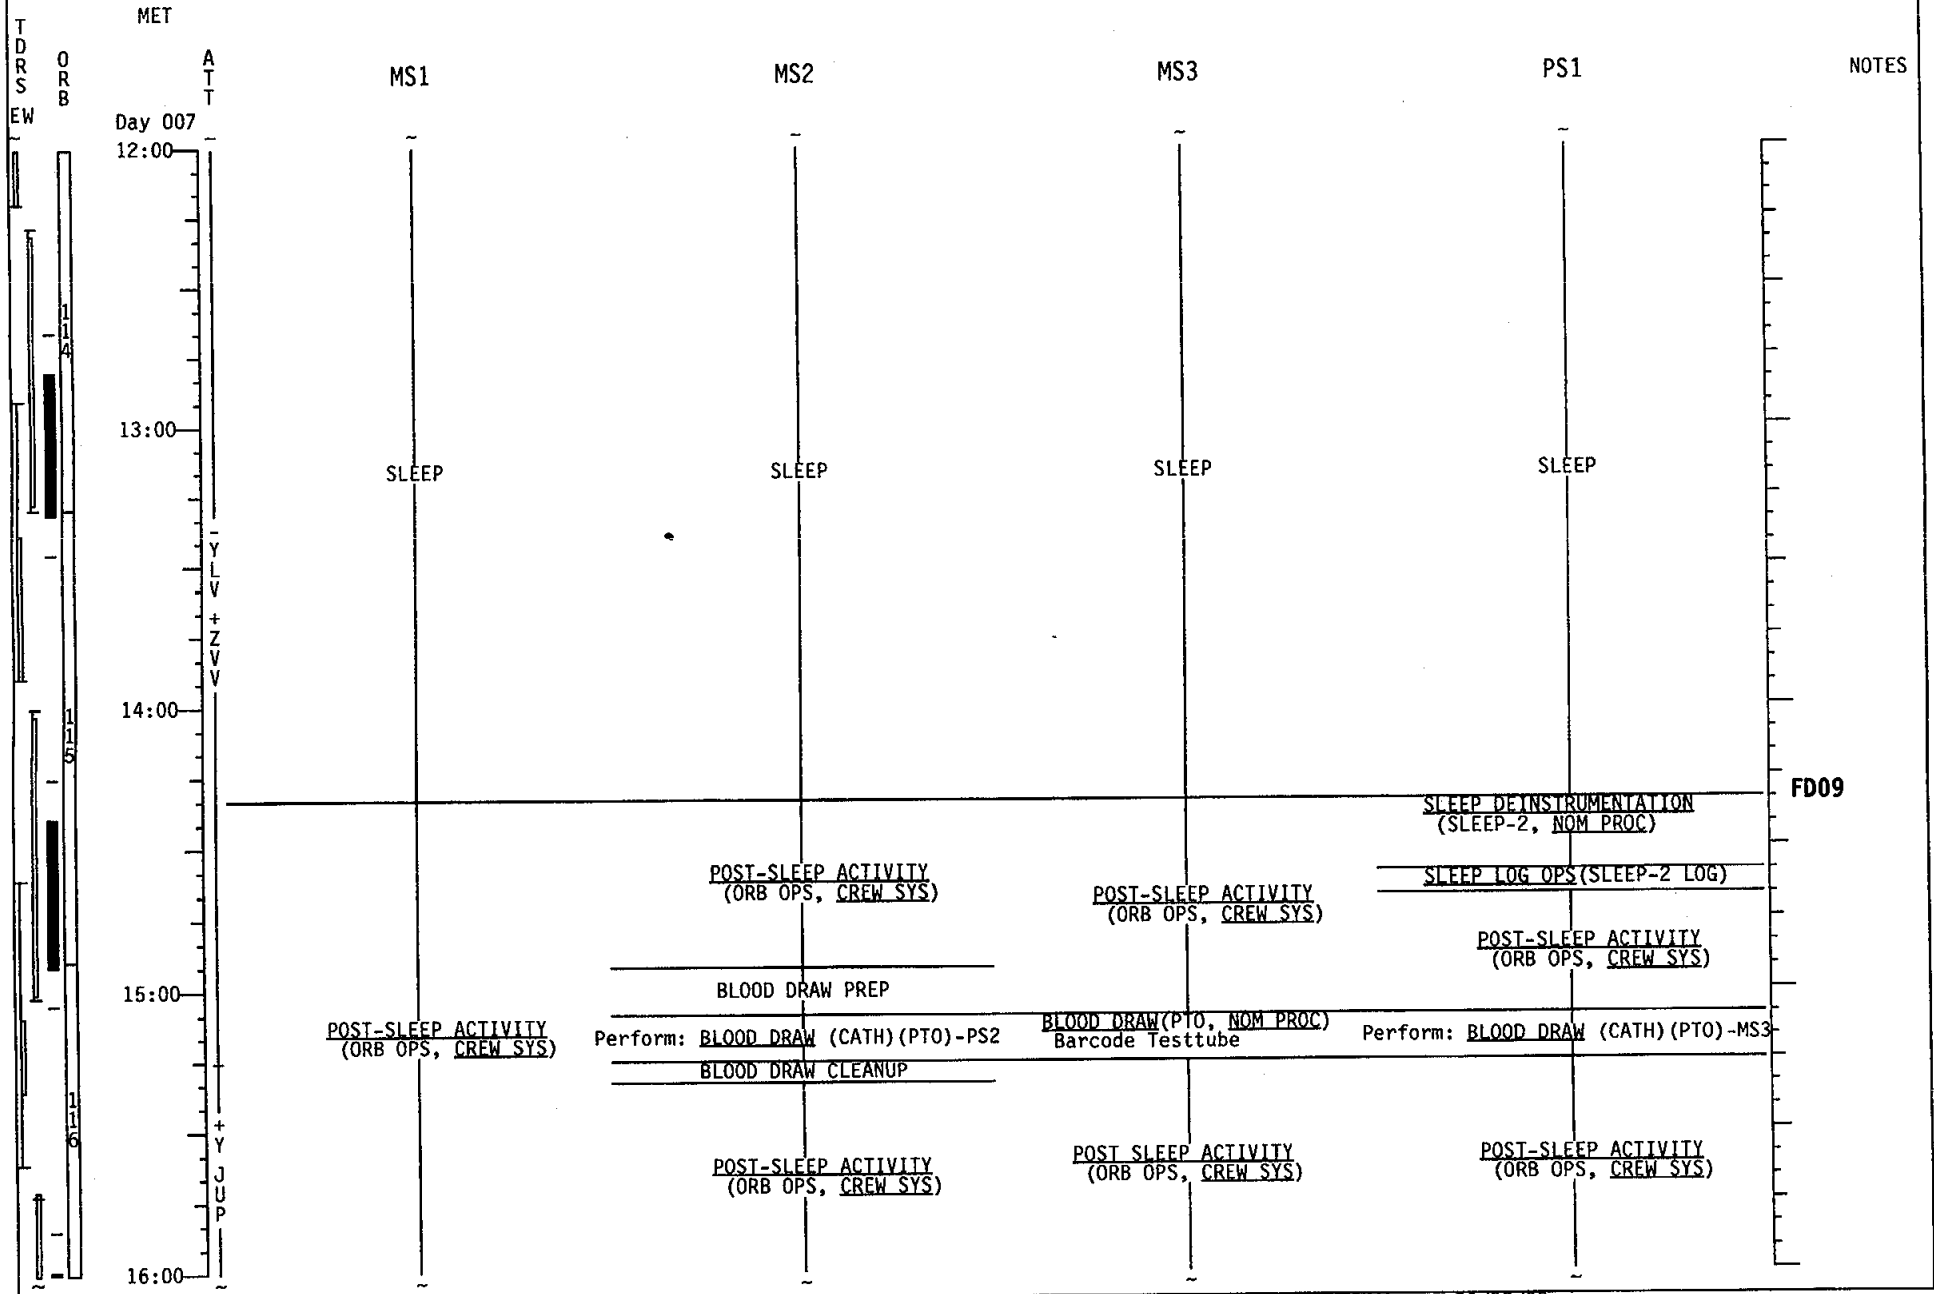 MET
TDRS
EW
ORB
ATT
MS1
MS2
MS3
PS1
NOTES
Day 007
12:00
114
13:00
SLEEP
SLEEP
SLEEP
SLEEP
-YLV +ZVV
14:00
115
FD09
SLEEP DEINSTRUMENTATION
(SLEEP-2, NOM PROC)
POST-SLEEP ACTIVITY
(ORB OPS, CREW SYS)
POST-SLEEP ACTIVITY
(ORB OPS, CREW SYS)
SLEEP LOG OPS(SLEEP-2 LOG)
POST-SLEEP ACTIVITY
(ORB OPS, CREW SYS)
15:00
BLOOD DRAW PREP
POST-SLEEP ACTIVITY
(ORB OPS, CREW SYS)
Perform: BLOOD DRAW (CATH)(PTO)-PS2
BLOOD DRAW(PTO, NOM PROC)
Barcode Testtube
Perform: BLOOD DRAW (CATH)(PTO)-MS3
BLOOD DRAW CLEANUP
116
+Y JUP
POST-SLEEP ACTIVITY
(ORB OPS, CREW SYS)
POST SLEEP ACTIVITY
(ORB OPS, CREW SYS)
POST-SLEEP ACTIVITY
(ORB OPS, CREW SYS)
16:00